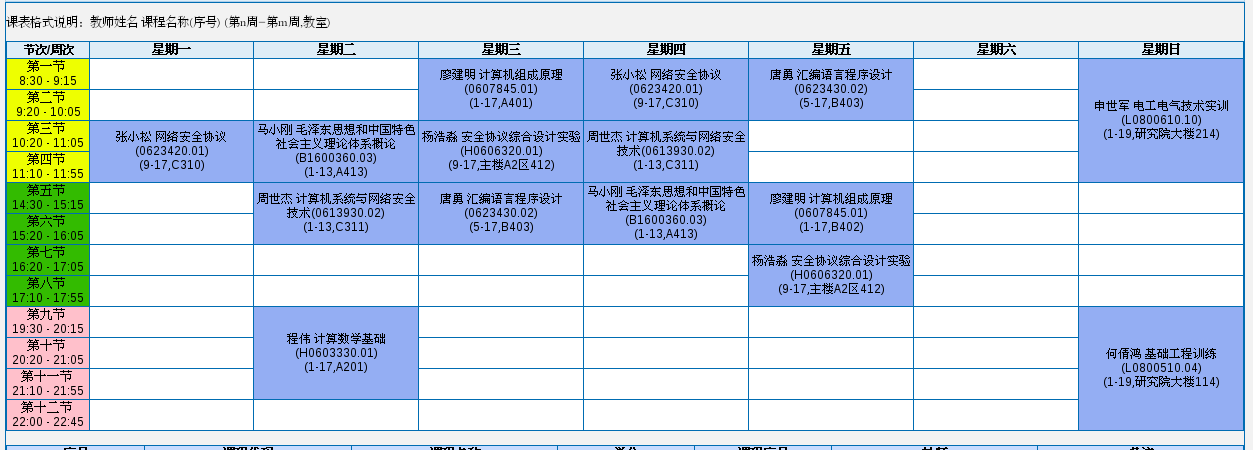 课表格式说明：教师姓名 课程名称(序号) (第n周-第m周,教室)
节次/周次 星期一 星期二 星期三 星期四 星期五 星期六 星期日
第一节
8:30 - 9:15
第二节
9:20 - 10:05
廖建明 计算机组成原理
(0607845.01)
(1-17,A401)
张小松 网络安全协议
(0623420.01)
(9-17,C310)
唐勇 汇编语言程序设计
(0623430.02)
(5-17,B403)
申世军 电工电气技术实训
(L0800610.10)
(1-19,研究院大楼214)
第三节
10:20 - 11:05
第四节
11:10 - 11:55
张小松 网络安全协议
(0623420.01)
(9-17,C310)
马小刚 毛泽东思想和中国特色
社会主义理论体系概论
(B1600360.03)
(1-13,A413)
杨浩淼 安全协议综合设计实验
(H0606320.01)
(9-17,主楼A2区412)
周世杰 计算机系统与网络安全
技术(0613930.02)
(1-13,C311)
第五节
14:30 - 15:15
第六节
15:20 - 16:05
周世杰 计算机系统与网络安全
技术(0613930.02)
(1-13,C311)
唐勇 汇编语言程序设计
(0623430.02)
(5-17,B403)
马小刚 毛泽东思想和中国特色
社会主义理论体系概论
(B1600360.03)
(1-13,A413)
廖建明 计算机组成原理
(0607845.01)
(1-17,B402)
第七节
16:20 - 17:05
第八节
17:10 - 17:55
杨浩淼 安全协议综合设计实验
(H0606320.01)
(9-17,主楼A2区412)
第九节
19:30 - 20:15
第十节
20:20 - 21:05
第十一节
21:10 - 21:55
第十二节
22:00 - 22:45
程伟 计算数学基础
(H0603330.01)
(1-17,A201)
何倩鸿 基础工程训练
(L0800510.04)
(1-19,研究院大楼114)